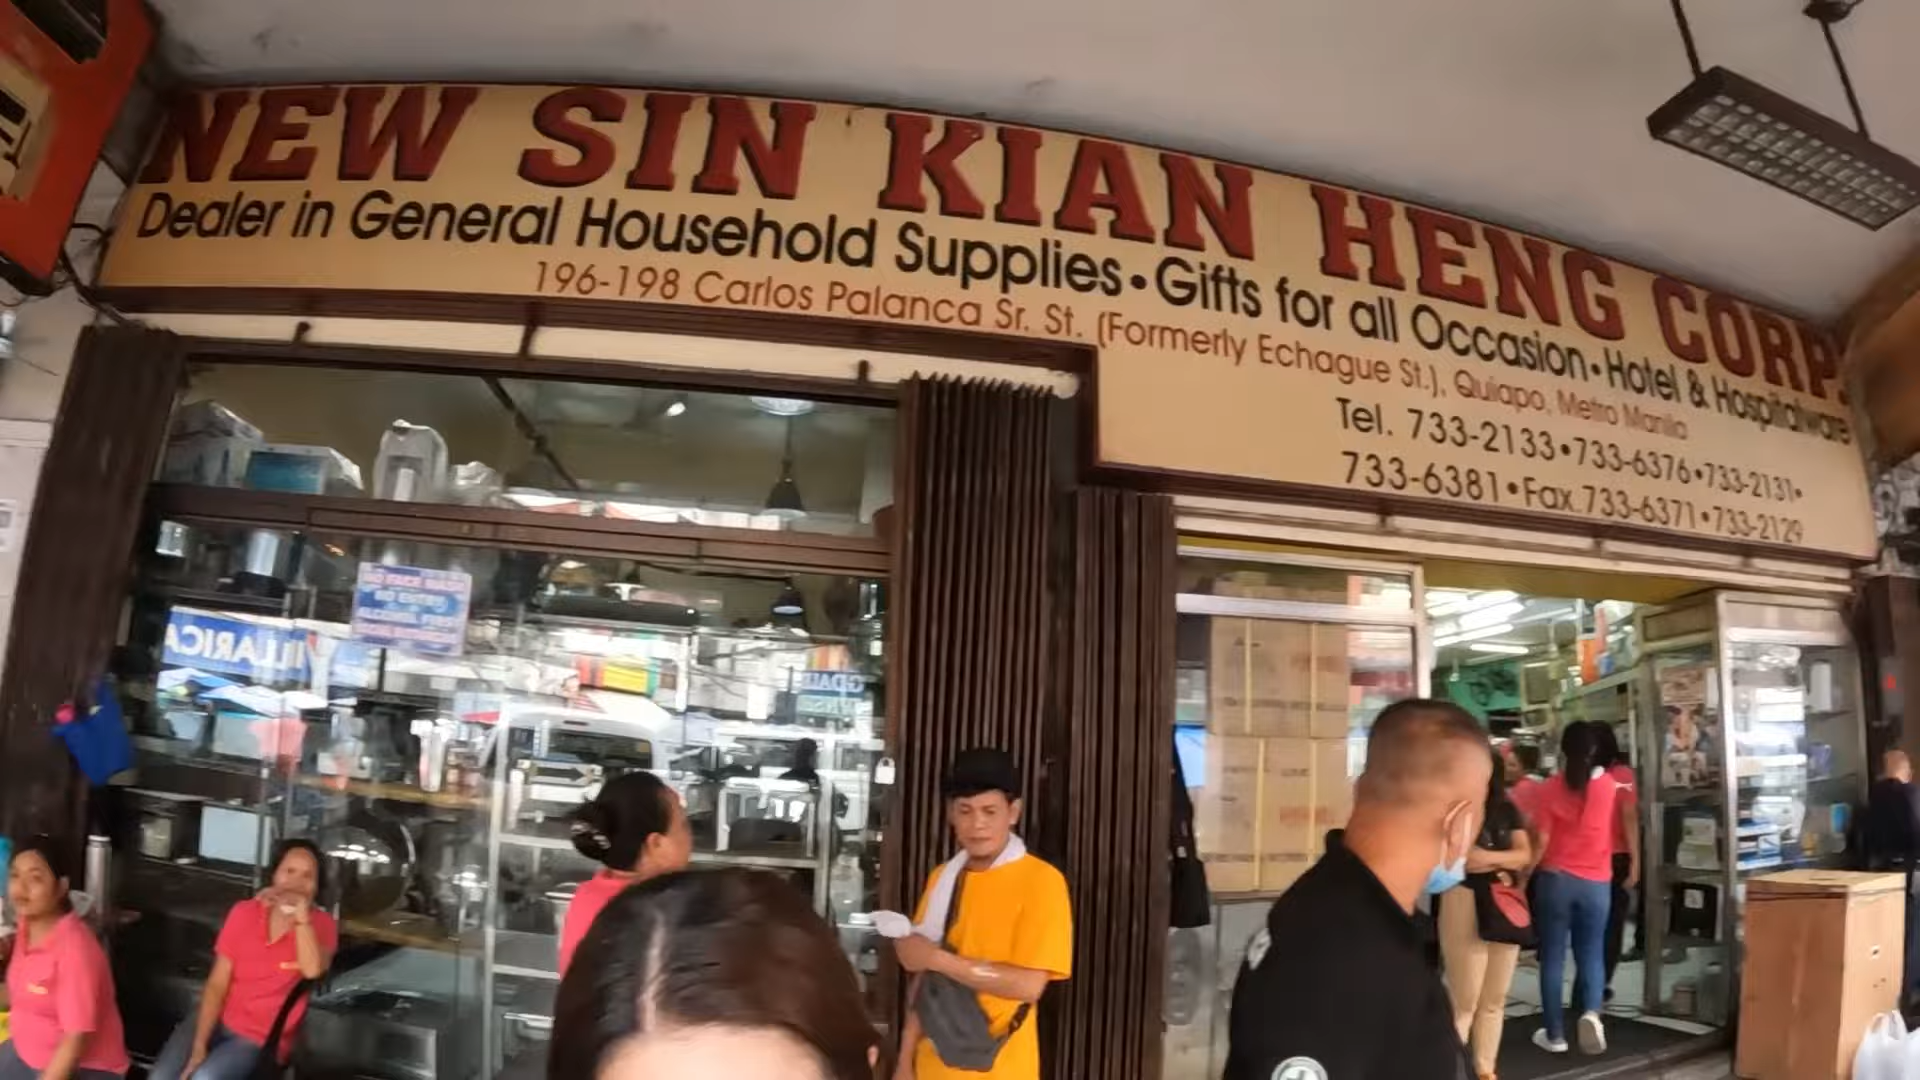 NEW SIN KIAN HENG CORP.
Dealer in General Household Supplies • Gifts for all Occasion • Hotel & Hospitalware
196-198 Carlos Palanca Sr. St. (Formerly Echague St.), Quiapo, Metro Manila
Tel. 733-2133 • 733-6376 • 733-2131 •
733-6381 • Fax. 733-6371 • 733-2129
VILLARICA